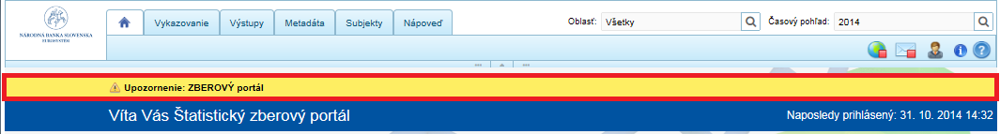 NÁRODNÁ BANKA SLOVENSKA
EUROSYSTÉM
Vykazovanie
Výstupy
Metadáta
Subjekty
Nápoveď
Oblasť: Všetky
Časový pohľad: 2014
Upozornenie: ZBEROVÝ portál
Víta Vás Štatistický zberový portál
Naposledy prihlásený: 31. 10. 2014 14:32